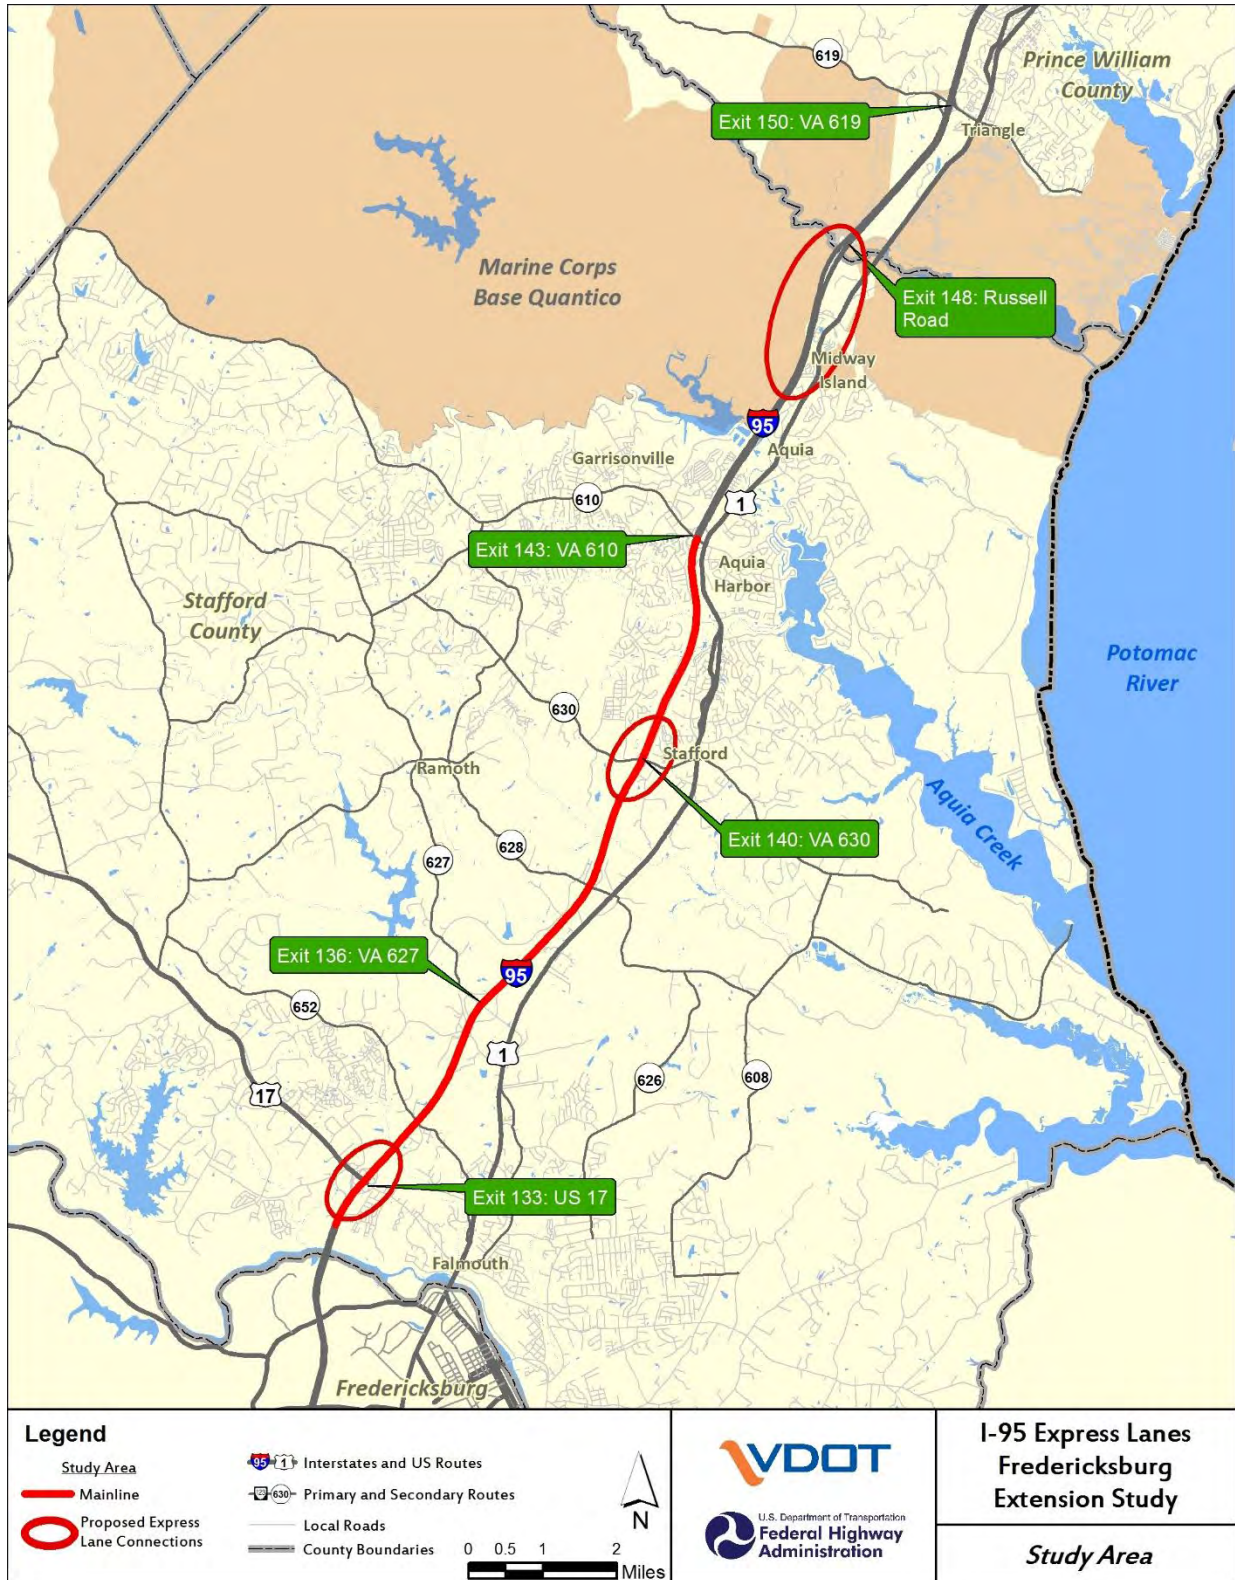 619
Prince William
County
Exit 150: VA 619
Triangle
Marine Corps
Base Quantico
Exit 148: Russell
Road
Midway
Island
95
Aquia
Garrisonville
610
1
Exit 143: VA 610
Aquia
Harbor
Stafford
County
Potomac
River
630
Stafford
Ramoth
Aquia Creek
Exit 140: VA 630
627
628
Exit 136: VA 627
95
652
1
17
626
608
Exit 133: US 17
Falmouth
Fredericksburg
Legend
Study Area
Mainline
Proposed Express
Lane Connections
95 1 Interstates and US Routes
630 Primary and Secondary Routes
Local Roads
County Boundaries
N
0 0.5 1 2
Miles
VDOT
U.S. Department of Transportation
Federal Highway
Administration
I-95 Express Lanes
Fredericksburg
Extension Study
Study Area